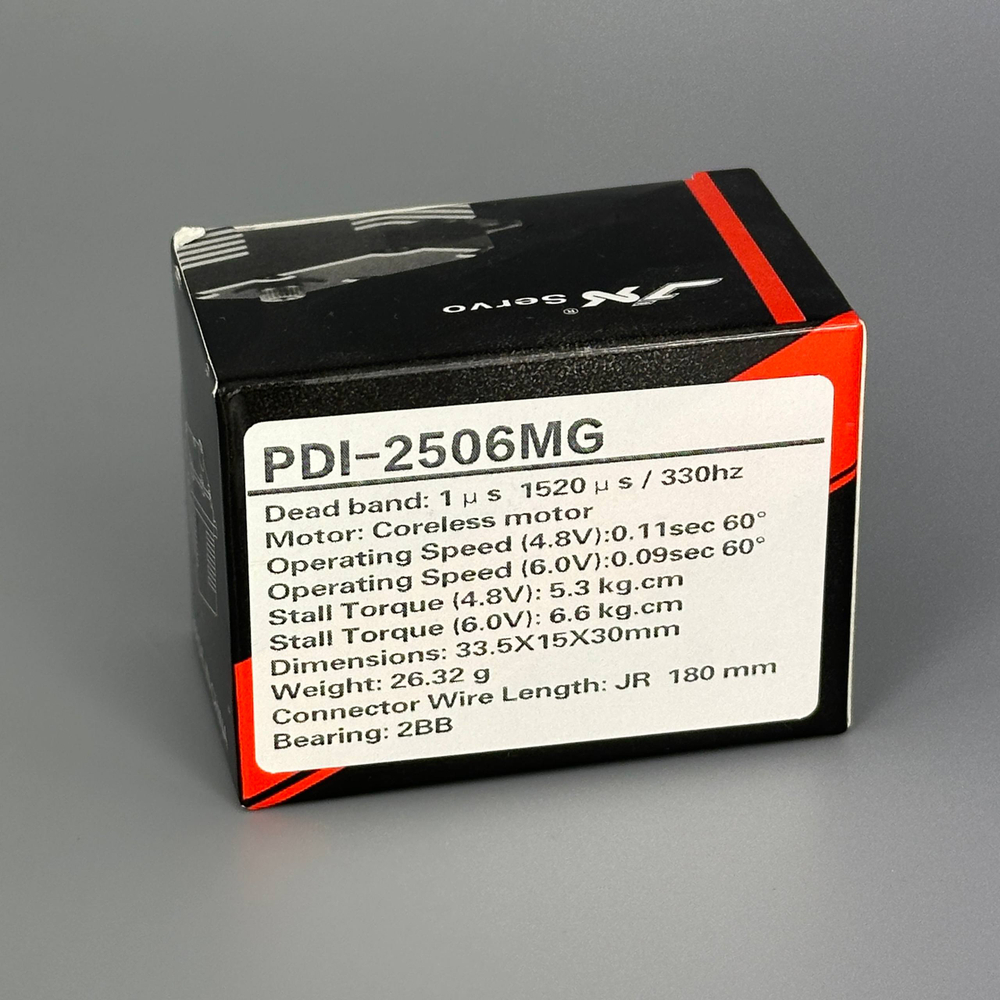 JX Servo®
PDI-2506MG
Dead band: 1 μ s 1520 μ s / 330hz
Motor: Coreless motor
Operating Speed (4.8V):0.11sec 60°
Operating Speed (6.0V):0.09sec 60°
Stall Torque (4.8V): 5.3 kg.cm
Stall Torque (6.0V): 6.6 kg.cm
Dimensions: 33.5X15X30mm
Weight: 26.32 g
Connector Wire Length: JR 180 mm
Bearing: 2BB